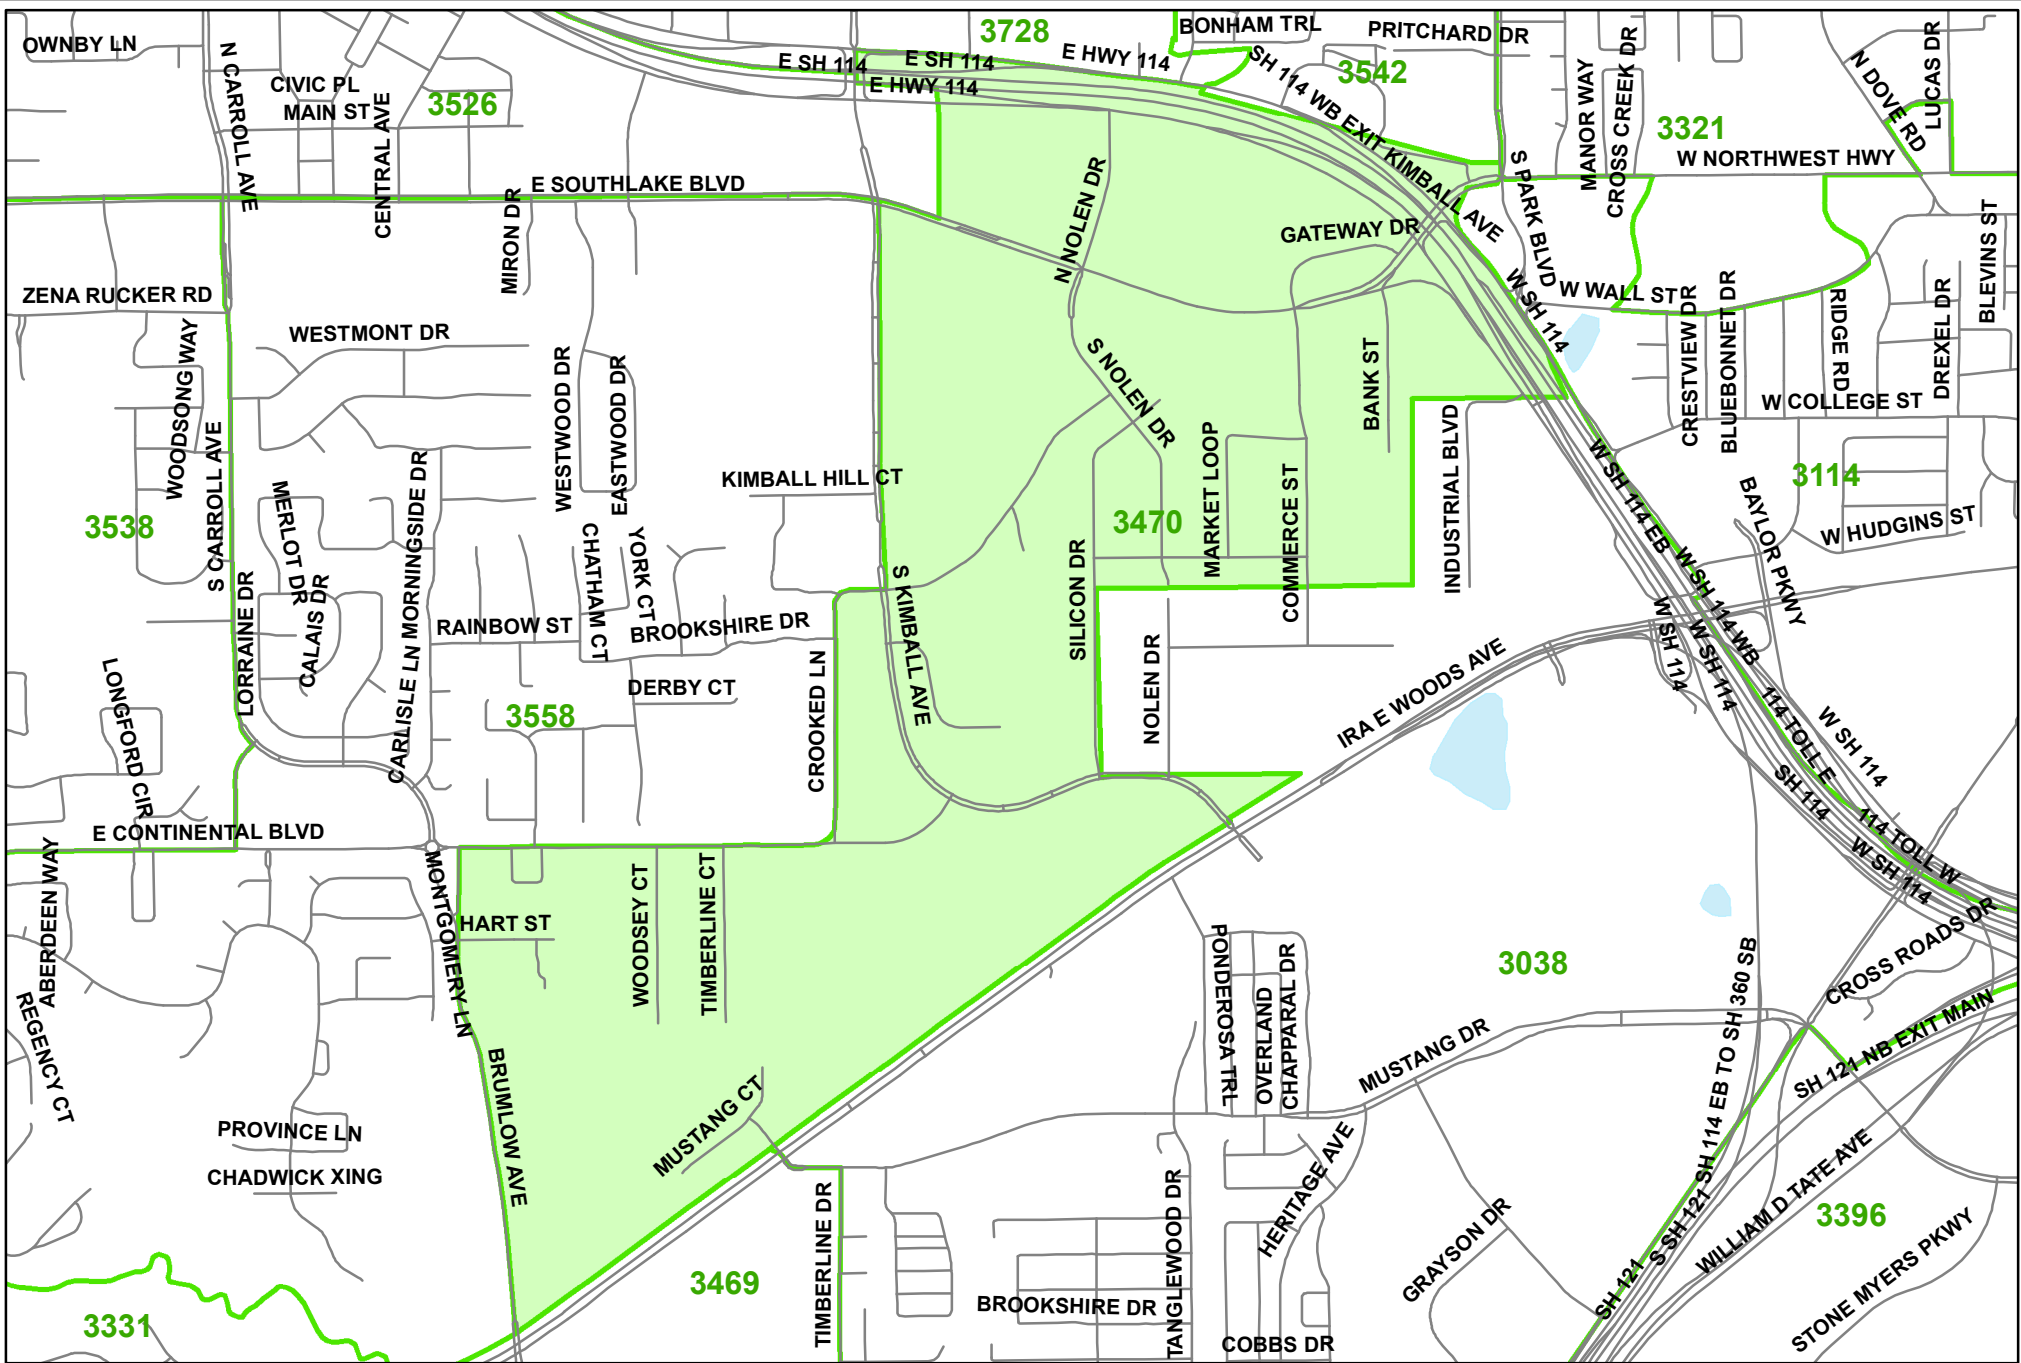 3728
BONHAM TRL
PRITCHARD DR
OWNBY LN
N CARROLL AVE
CIVIC PL
MAIN ST
CENTRAL AVE
3526
E SH 114
E SH 114
E HWY 114
E HWY 114
SH 114 WB EXIT KIMBALL AVE
3542
MANOR WAY
CROSS CREEK DR
3321
N DOVE RD
LUCAS DR
W NORTHWEST HWY
E SOUTHLAKE BLVD
MIRON DR
N NOLEN DR
GATEWAY DR
S PARK BLVD
W SH 114
W WALL ST
BLEVINS ST
ZENA RUCKER RD
WESTMONT DR
WOODSONG WAY
S CARROLL AVE
WESTWOOD DR
EASTWOOD DR
S NOLEN DR
BANK ST
CRESTVIEW DR
BLUEBONNET DR
RIDGE RD
DREXEL DR
W COLLEGE ST
KIMBALL HILL CT
MARKET LOOP
COMMERCE ST
INDUSTRIAL BLVD
W SH 114 EB
3114
BAYLOR PKWY
W HUDGINS ST
3538
MERLOT DR
CALAIS DR
CARLISLE LN
MORNINGSIDE DR
CHATHAM CT
YORK CT
3470
SILICON DR
LORRAINE DR
RAINBOW ST
BROOKSHIRE DR
S KIMBALL AVE
W SH 114 WB
W SH 114
W SH 114
LONGFORD CIR
3558
DERBY CT
CROOKED LN
NOLEN DR
IRA E WOODS AVE
114 TOLL E
W SH 114
SH 114
114 TOLL W
W SH 114
E CONTINENTAL BLVD
ABERDEEN WAY
MONTGOMERY LN
HART ST
WOODSEY CT
TIMBERLINE CT
PONDEROSA TRL
OVERLAND
CHAPPARAL DR
3038
CROSS ROADS DR
REGENCY CT
BRUMLOW AVE
MUSTANG CT
MUSTANG DR
SH 114 EB TO SH 360 SB
SH 121 NB EXIT MAIN
PROVINCE LN
CHADWICK XING
TIMBERLINE DR
TANGLEWOOD DR
HERITAGE AVE
GRAYSON DR
S SH 121
SH 121
WILLIAM D TATE AVE
3396
STONE MYERS PKWY
3331
3469
BROOKSHIRE DR
COBBS DR